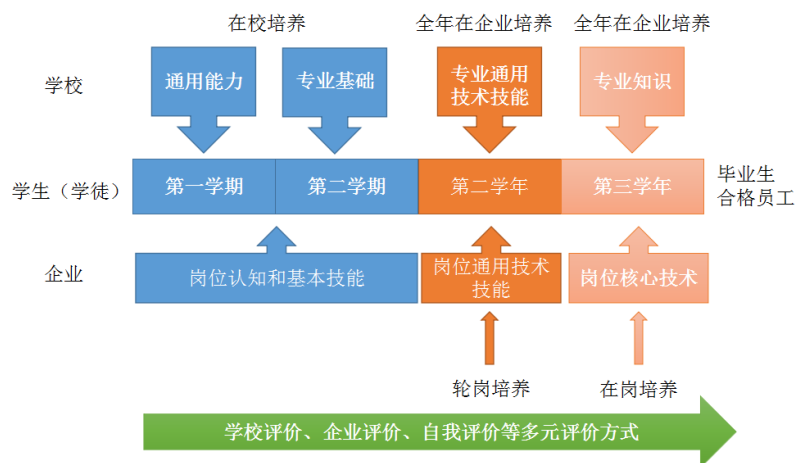 在校培养
全年在企业培养
全年在企业培养
学校
通用能力
专业基础
专业通用
技术技能
专业知识
学生（学徒）
第一学期
第二学期
第二学年
第三学年
毕业生
合格员工
企业
岗位认知和基本技能
岗位通用技术
技能
岗位核心技术
轮岗培养
在岗培养
学校评价、企业评价、自我评价等多元评价方式